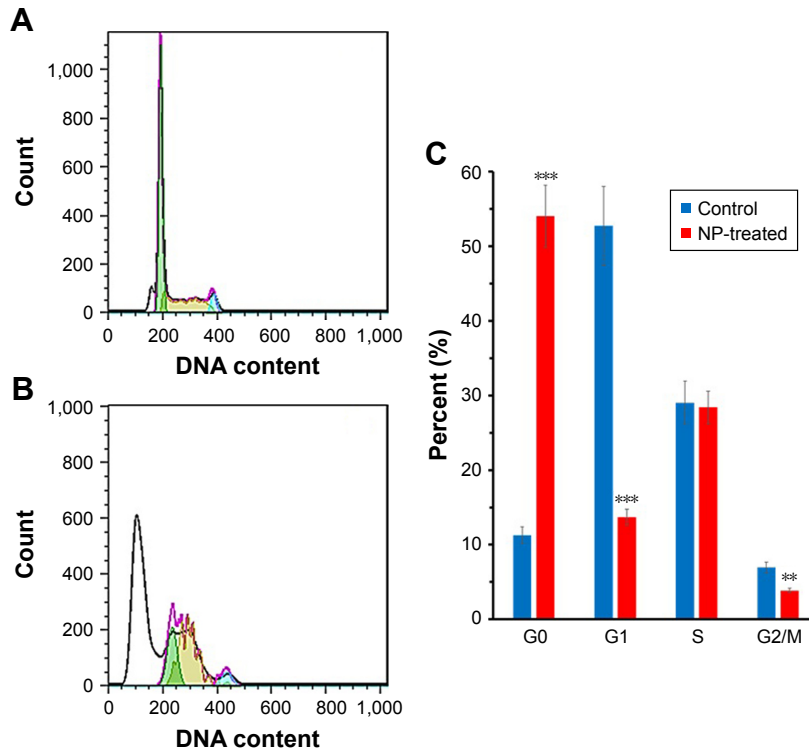 A
1,000
800
600
400
200
0
Count
0 200 400 600 800 1,000
DNA content
B
1,000
800
600
400
200
0
Count
0 200 400 600 800 1,000
DNA content
C
60
50
40
30
20
10
0
Percent (%)
Control
NP-treated
***
***
**
G0 G1 S G2/M